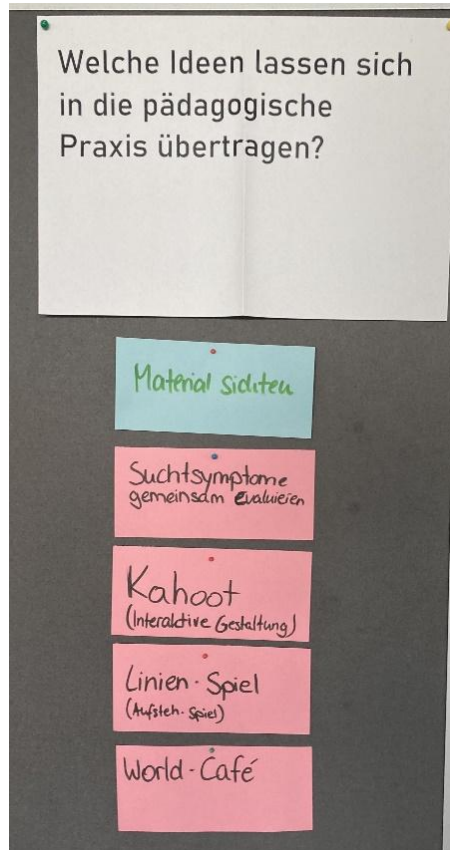 Welche Ideen lassen sich
in die pädagogische
Praxis übertragen?
Material sichten
Suchtsymptome
gemeinsam evaluieren
Kahoot
(Interaktive Gestaltung)
Linien-Spiel
(Aufsteh-Spiel)
World-Café